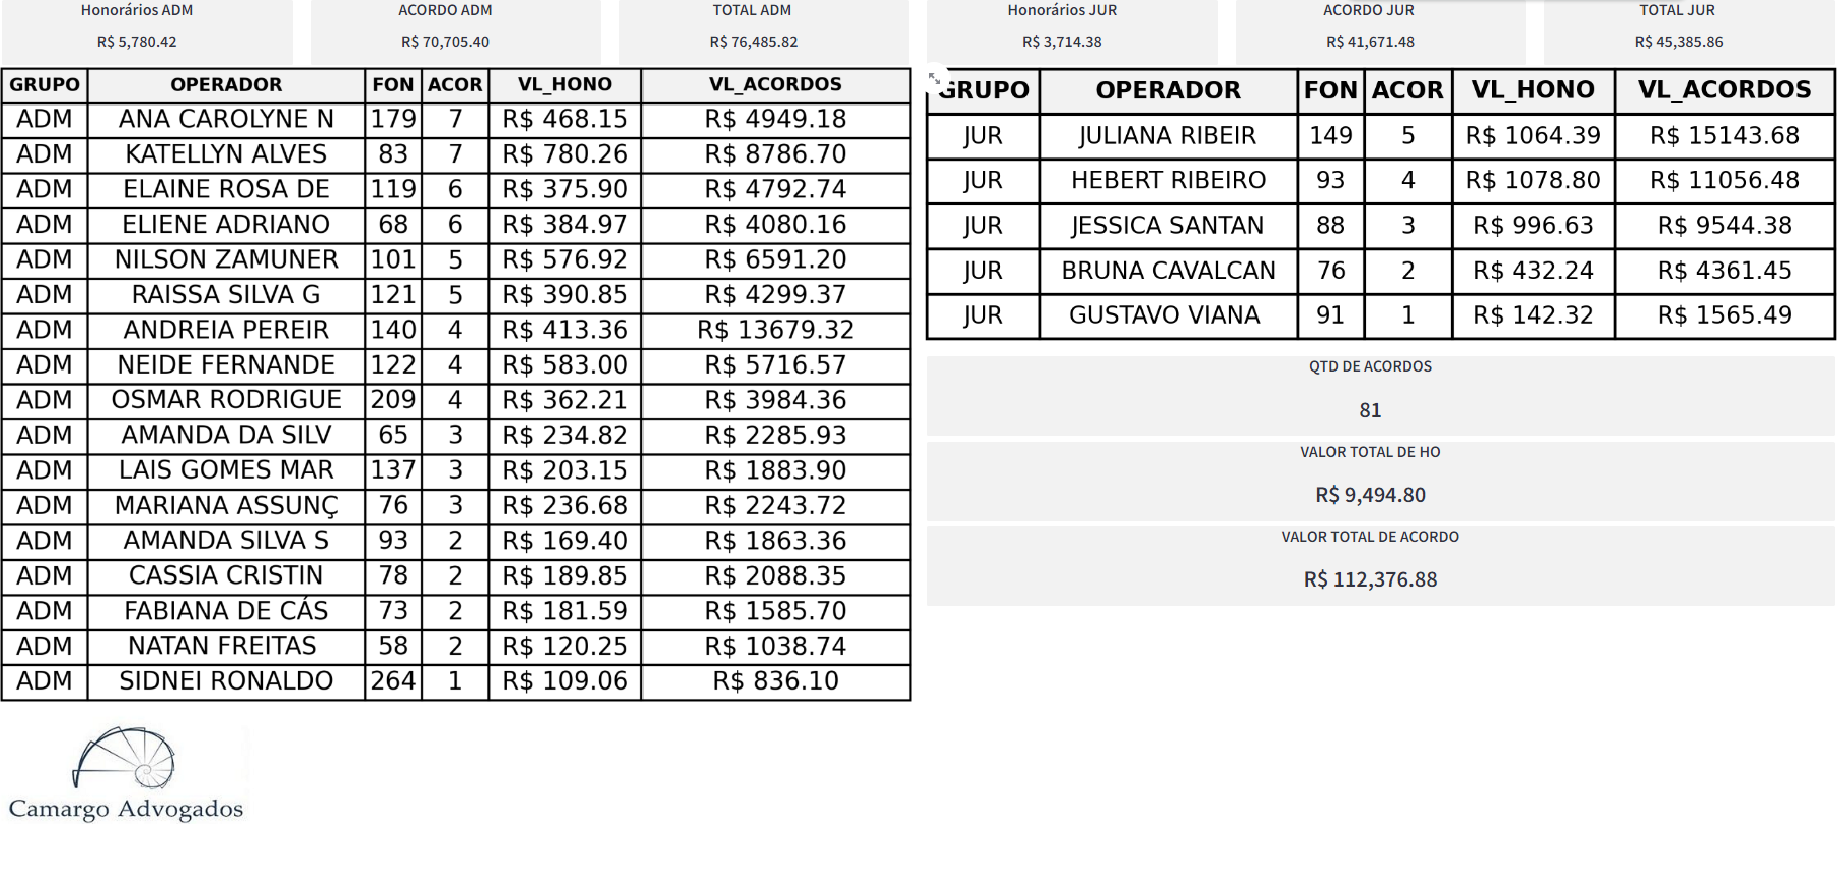 Honorários ADM ACORDO ADM TOTAL ADM
R$ 5,780.42 R$ 70,705.40 R$ 76,485.82
GRUPO OPERADOR FON ACOR VL_HONO VL_ACORDOS
ADM ANA CAROLYNE N 179 7 R$ 468.15 R$ 4949.18
ADM KATELLYN ALVES 83 7 R$ 780.26 R$ 8786.70
ADM ELAINE ROSA DE 119 6 R$ 375.90 R$ 4792.74
ADM ELIENE ADRIANO 68 6 R$ 384.97 R$ 4080.16
ADM NILSON ZAMUNER 101 5 R$ 576.92 R$ 6591.20
ADM RAISSA SILVA G 121 5 R$ 390.85 R$ 4299.37
ADM ANDREIA PEREIR 140 4 R$ 413.36 R$ 13679.32
ADM NEIDE FERNANDE 122 4 R$ 583.00 R$ 5716.57
ADM OSMAR RODRIGUE 209 4 R$ 362.21 R$ 3984.36
ADM AMANDA DA SILV 65 3 R$ 234.82 R$ 2285.93
ADM LAIS GOMES MAR 137 3 R$ 203.15 R$ 1883.90
ADM MARIANA ASSUNÇ 76 3 R$ 236.68 R$ 2243.72
ADM AMANDA SILVA S 93 2 R$ 169.40 R$ 1863.36
ADM CASSIA CRISTIN 78 2 R$ 189.85 R$ 2088.35
ADM FABIANA DE CÁS 73 2 R$ 181.59 R$ 1585.70
ADM NATAN FREITAS 58 2 R$ 120.25 R$ 1038.74
ADM SIDNEI RONALDO 264 1 R$ 109.06 R$ 836.10
Camargo Advogados
Honorários JUR ACORDO JUR TOTAL JUR
R$ 3,714.38 R$ 41,671.48 R$ 45,385.86
GRUPO OPERADOR FON ACOR VL_HONO VL_ACORDOS
JUR JULIANA RIBEIR 149 5 R$ 1064.39 R$ 15143.68
JUR HEBERT RIBEIRO 93 4 R$ 1078.80 R$ 11056.48
JUR JESSICA SANTAN 88 3 R$ 996.63 R$ 9544.38
JUR BRUNA CAVALCAN 76 2 R$ 432.24 R$ 4361.45
JUR GUSTAVO VIANA 91 1 R$ 142.32 R$ 1565.49
QTD DE ACORDOS
81
VALOR TOTAL DE HO
R$ 9,494.80
VALOR TOTAL DE ACORDO
R$ 112,376.88